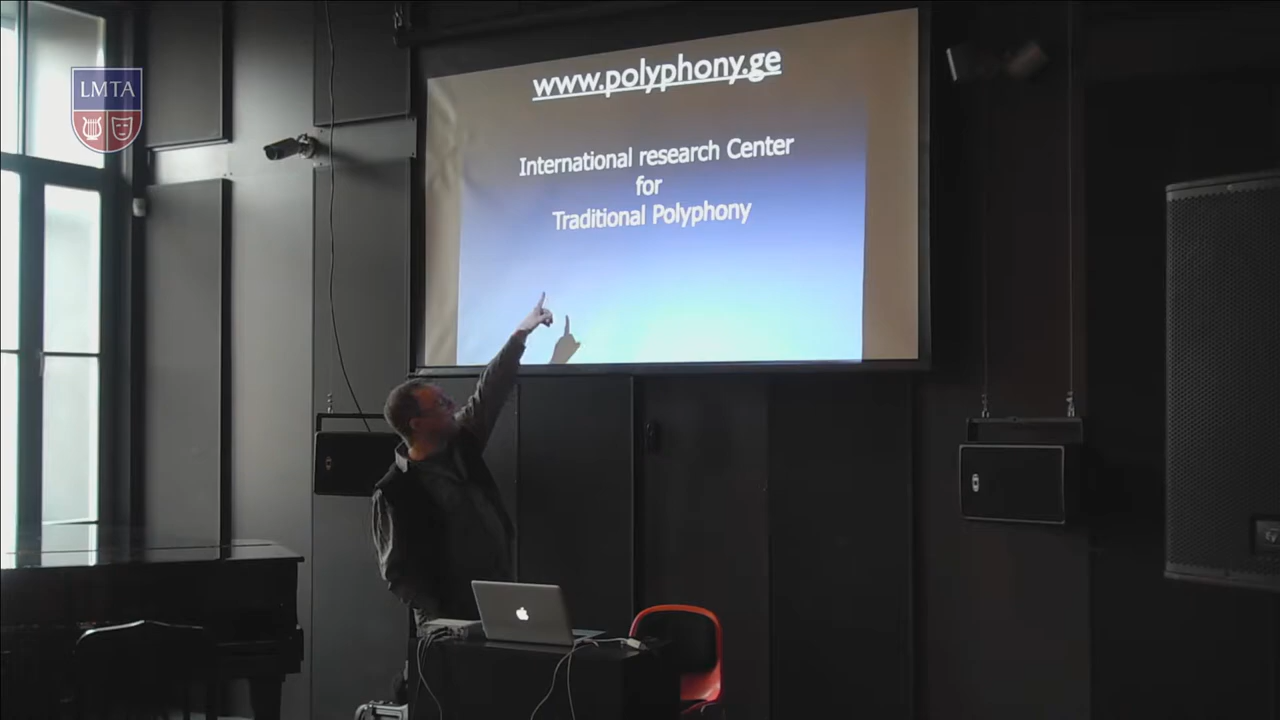 LMTA
www.polyphony.ge
International research Center
for
Traditional Polyphony